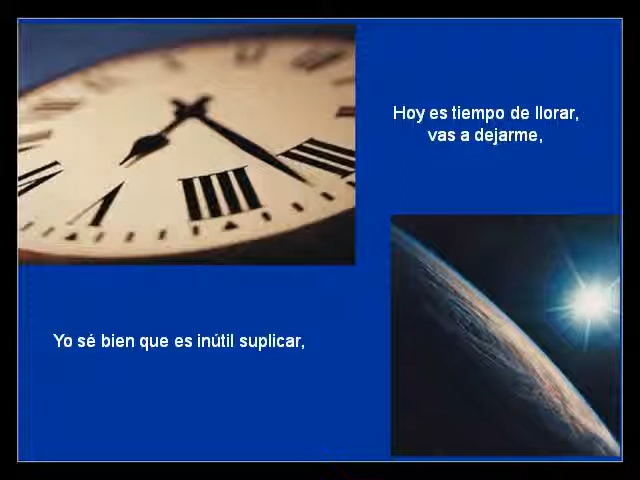 Hoy es tiempo de llorar,
vas a dejarme,
Yo sé bien que es inútil suplicar,